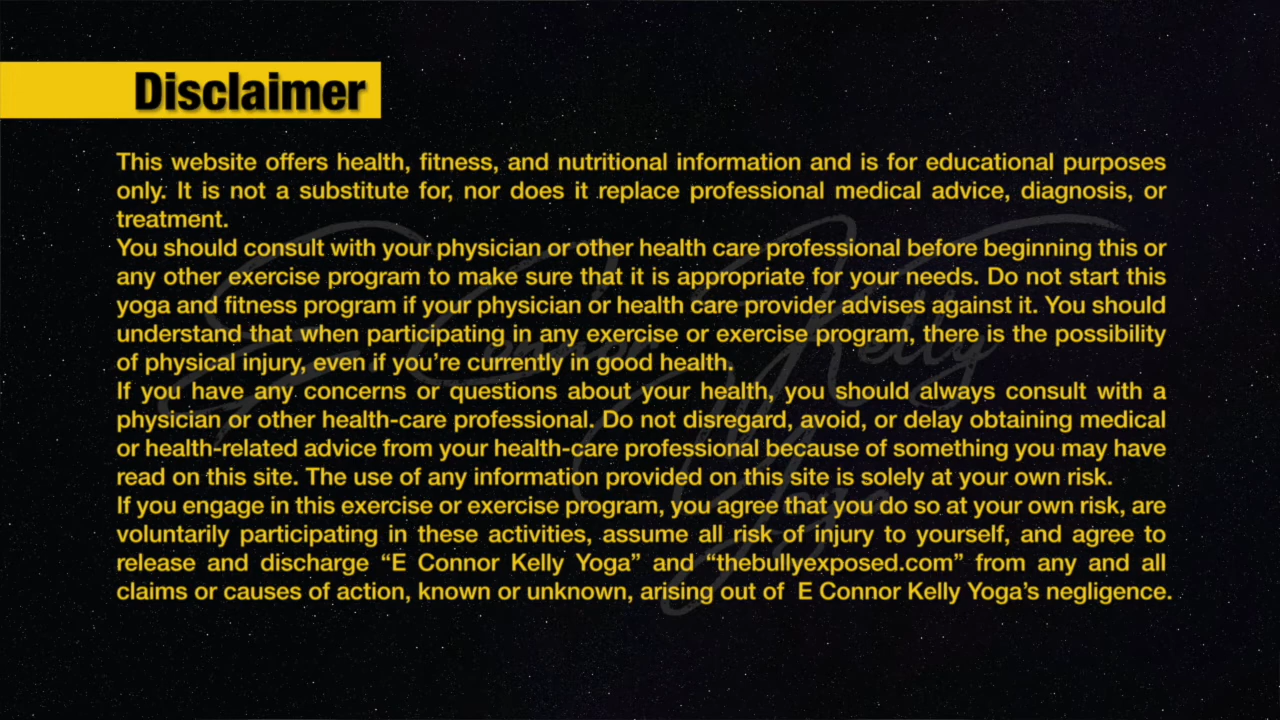 Disclaimer
This website offers health, fitness, and nutritional information and is for educational purposes
only. It is not a substitute for, nor does it replace professional medical advice, diagnosis, or
treatment.
You should consult with your physician or other health care professional before beginning this or
any other exercise program to make sure that it is appropriate for your needs. Do not start this
yoga and fitness program if your physician or health care provider advises against it. You should
understand that when participating in any exercise or exercise program, there is the possibility
of physical injury, even if you’re currently in good health.
If you have any concerns or questions about your health, you should always consult with a
physician or other health-care professional. Do not disregard, avoid, or delay obtaining medical
or health-related advice from your health-care professional because of something you may have
read on this site. The use of any information provided on this site is solely at your own risk.
If you engage in this exercise or exercise program, you agree that you do so at your own risk, are
voluntarily participating in these activities, assume all risk of injury to yourself, and agree to
release and discharge “E Connor Kelly Yoga” and “thebullyexposed.com” from any and all
claims or causes of action, known or unknown, arising out of E Connor Kelly Yoga’s negligence.
E. Connor Kelly
Yoga